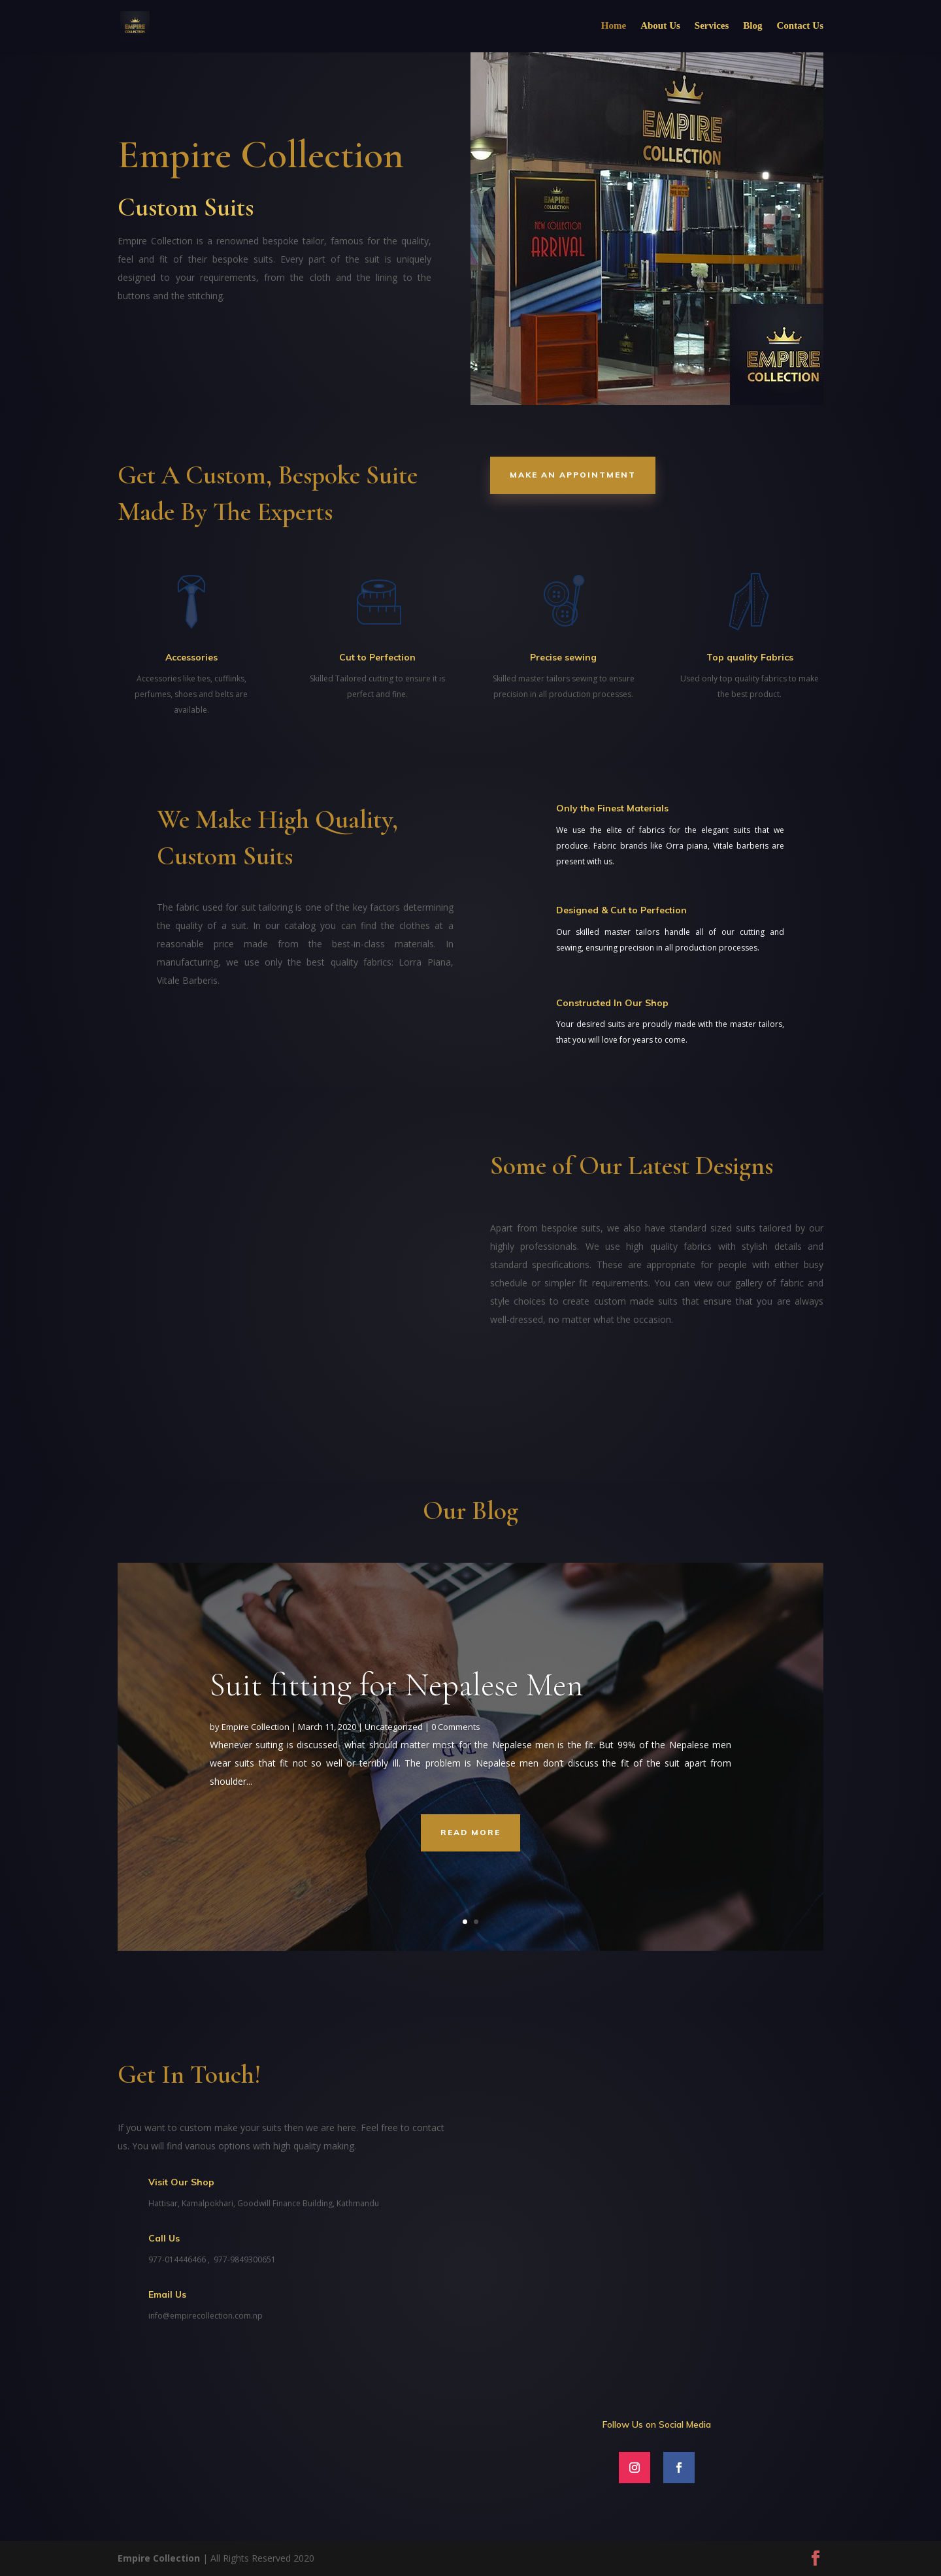 EMPIRE
COLLECTION
Home About Us Services Blog Contact Us
EMPIRE
COLLECTION
EMPIRE
COLLECTION
NEW COLLECTION
ARRIVAL
EMPIRE
COLLECTION
Empire Collection
Custom Suits
Empire Collection is a renowned bespoke tailor, famous for the quality,
feel and fit of their bespoke suits. Every part of the suit is uniquely
designed to your requirements, from the cloth and the lining to the
buttons and the stitching.
Get A Custom, Bespoke Suite
Made By The Experts
MAKE AN APPOINTMENT
Accessories
Accessories like ties, cufflinks,
perfumes, shoes and belts are
available.
Cut to Perfection
Skilled Tailored cutting to ensure it is
perfect and fine.
Precise sewing
Skilled master tailors sewing to ensure
precision in all production processes.
Top quality Fabrics
Used only top quality fabrics to make
the best product.
We Make High Quality,
Custom Suits
The fabric used for suit tailoring is one of the key factors determining
the quality of a suit. In our catalog you can find the clothes at a
reasonable price made from the best-in-class materials. In
manufacturing, we use only the best quality fabrics: Lorra Piana,
Vitale Barberis.
Only the Finest Materials
We use the elite of fabrics for the elegant suits that we
produce. Fabric brands like Orra piana, Vitale barberis are
present with us.
Designed & Cut to Perfection
Our skilled master tailors handle all of our cutting and
sewing, ensuring precision in all production processes.
Constructed In Our Shop
Your desired suits are proudly made with the master tailors,
that you will love for years to come.
Some of Our Latest Designs
Apart from bespoke suits, we also have standard sized suits tailored by our
highly professionals. We use high quality fabrics with stylish details and
standard specifications. These are appropriate for people with either busy
schedule or simpler fit requirements. You can view our gallery of fabric and
style choices to create custom made suits that ensure that you are always
well-dressed, no matter what the occasion.
Our Blog
Suit fitting for Nepalese Men
by Empire Collection | March 11, 2020 | Uncategorized | 0 Comments
Whenever suiting is discussed- what should matter most for the Nepalese men is the fit. But 99% of the Nepalese men
wear suits that fit not so well or terribly ill. The problem is Nepalese men don't discuss the fit of the suit apart from
shoulder...
READ MORE
Get In Touch!
If you want to custom make your suits then we are here. Feel free to contact
us. You will find various options with high quality making.
Visit Our Shop
Hattisar, Kamalpokhari, Goodwill Finance Building, Kathmandu
Call Us
977-014446466 , 977-9849300651
Email Us
info@empirecollection.com.np
Follow Us on Social Media
Empire Collection | All Rights Reserved 2020